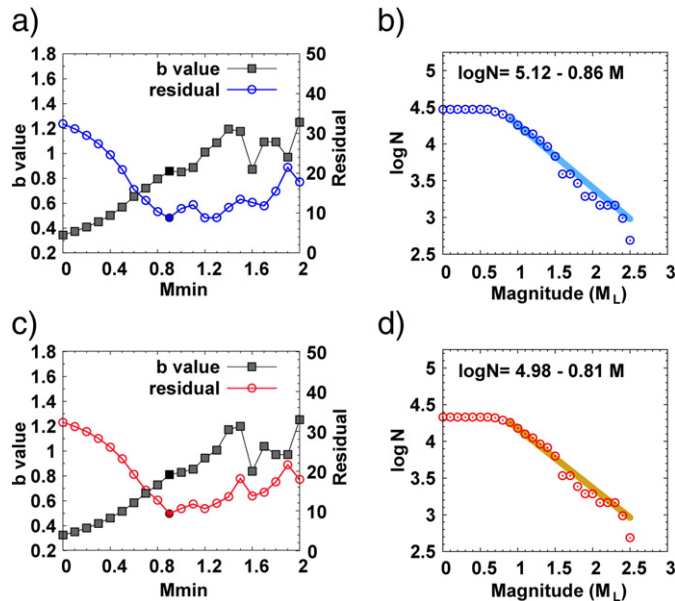 a)
b value
residual
1.8
1.6
1.4
1.2
1
0.8
0.6
0.4
0.2
b value
50
40
30
20
10
0
Residual
0 0.4 0.8 1.2 1.6 2
Mmin
b)
logN= 5.12 - 0.86 M
5
4.5
4
3.5
3
2.5
logN
0 0.5 1 1.5 2 2.5 3
Magnitude (ML)
c)
b value
residual
1.8
1.6
1.4
1.2
1
0.8
0.6
0.4
0.2
b value
50
40
30
20
10
0
Residual
0 0.4 0.8 1.2 1.6 2
Mmin
d)
logN= 4.98 - 0.81 M
5
4.5
4
3.5
3
2.5
logN
0 0.5 1 1.5 2 2.5 3
Magnitude (ML)